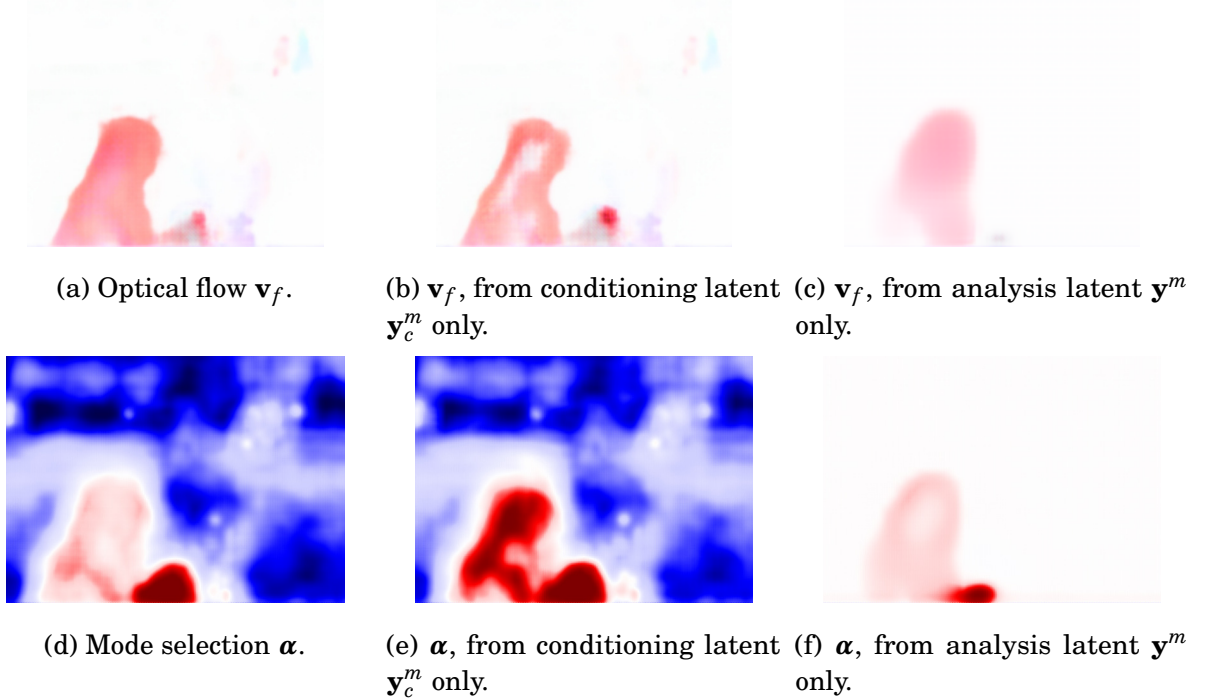 (a) Optical flow v_f.
(b) v_f, from conditioning latent y_c^m only.
(c) v_f, from analysis latent y^m only.
(d) Mode selection α.
(e) α, from conditioning latent y_c^m only.
(f) α, from analysis latent y^m only.